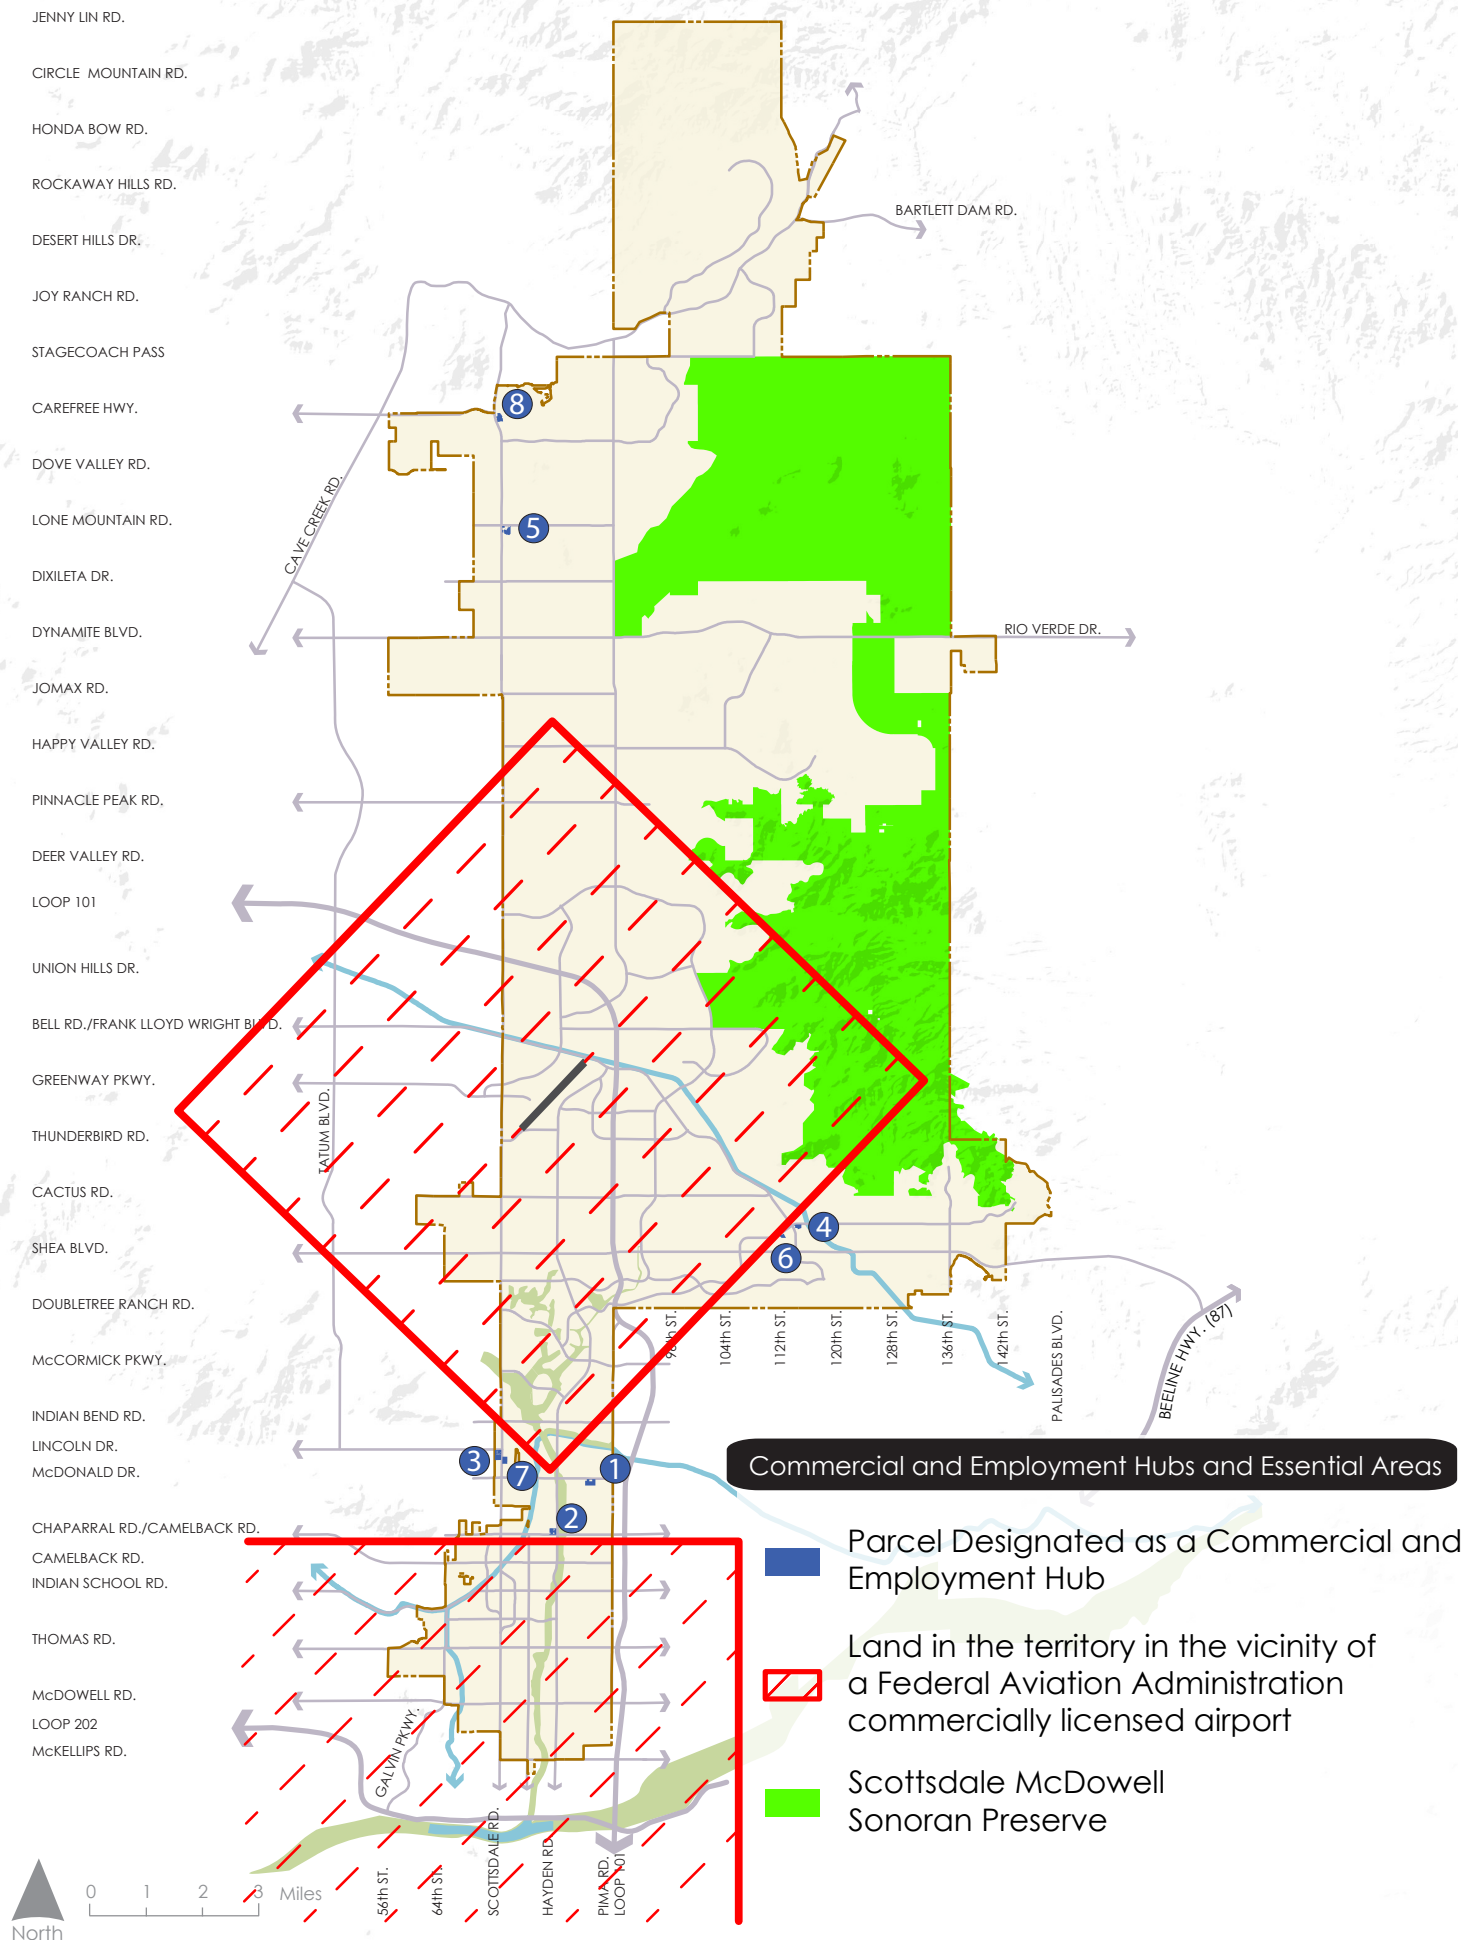 JENNY LIN RD.
CIRCLE MOUNTAIN RD.
HONDA BOW RD.
ROCKAWAY HILLS RD.
BARTLETT DAM RD.
DESERT HILLS DR.
JOY RANCH RD.
STAGECOACH PASS
CAREFREE HWY.
8
DOVE VALLEY RD.
LONE MOUNTAIN RD.
5
CAVE CREEK RD.
DIXILETA DR.
DYNAMITE BLVD.
RIO VERDE DR.
JOMAX RD.
HAPPY VALLEY RD.
PINNACLE PEAK RD.
DEER VALLEY RD.
LOOP 101
UNION HILLS DR.
BELL RD./FRANK LLOYD WRIGHT BLVD.
GREENWAY PKWY.
TATUM BLVD.
THUNDERBIRD RD.
CACTUS RD.
4
SHEA BLVD.
6
DOUBLETREE RANCH RD.
96th ST.
104th ST.
112th ST.
120th ST.
128th ST.
136th ST.
142th ST.
PALISADES BLVD.
BEELINE HWY. (87)
McCORMICK PKWY.
INDIAN BEND RD.
LINCOLN DR.
McDONALD DR.
3
7
1
2
Commercial and Employment Hubs and Essential Areas
CHAPARRAL RD./CAMELBACK RD.
CAMELBACK RD.
INDIAN SCHOOL RD.
THOMAS RD.
McDOWELL RD.
LOOP 202
McKELLIPS RD.
GALVIN PKWY.
Parcel Designated as a Commercial and
Employment Hub
Land in the territory in the vicinity of
a Federal Aviation Administration
commercially licensed airport
Scottsdale McDowell
Sonoran Preserve
56th ST.
64th ST.
SCOTTSDALE RD.
HAYDEN RD
PIMA RD.
LOOP 101
0 1 2 3 Miles
North